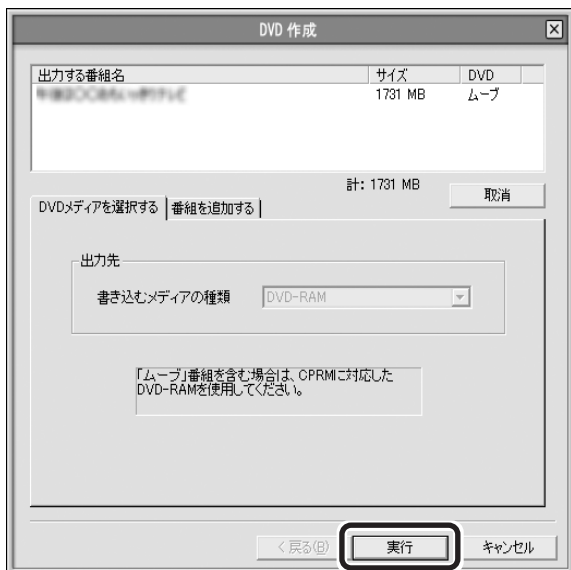 DVD 作成
出力する番組名 サイズ DVD
1731 MB ムーブ
計: 1731 MB
取消
DVDメディアを選択する 番組を追加する
出力先
書き込むメディアの種類 DVD-RAM
「ムーブ」番組を含む場合は、CPRMに対応した
DVD-RAMを使用してください。
< 戻る(B) 実行 キャンセル